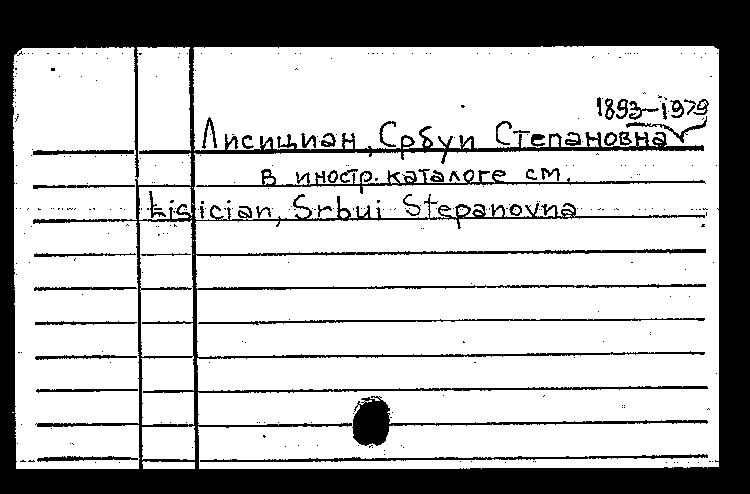 1893-1979
Лисициан, Србуи Степановна
в иностр. каталоге см.
Lisician, Srbui Stepanovna